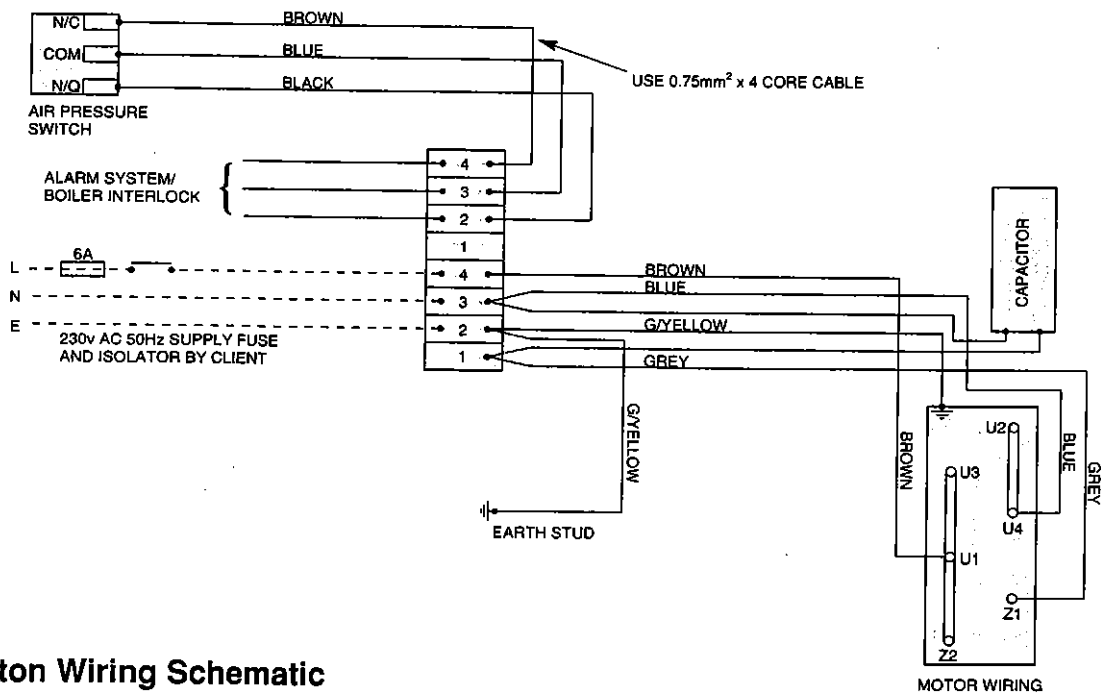 N/C
BROWN
COM
BLUE
N/O
BLACK
AIR PRESSURE
SWITCH
USE 0.75mm² x 4 CORE CABLE
ALARM SYSTEM/
BOILER INTERLOCK
4
3
2
1
CAPACITOR
L
6A
4
BROWN
N
3
BLUE
E
2
G/YELLOW
230v AC 50Hz SUPPLY FUSE
AND ISOLATOR BY CLIENT
1
GREY
G/YELLOW
BROWN
BLUE
GREY
U2
U3
U4
EARTH STUD
U1
Z1
Z2
ton Wiring Schematic
MOTOR WIRING